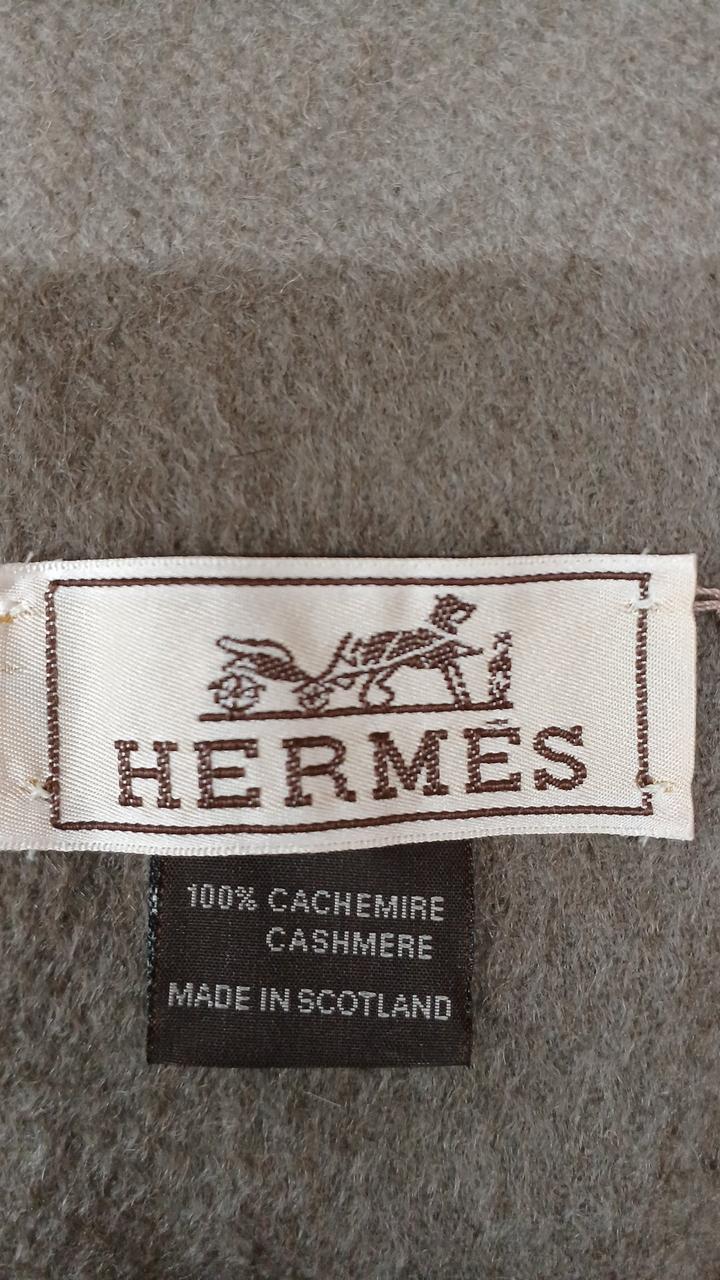 HERMÈS
100% CACHEMIRE
CASHMERE
MADE IN SCOTLAND